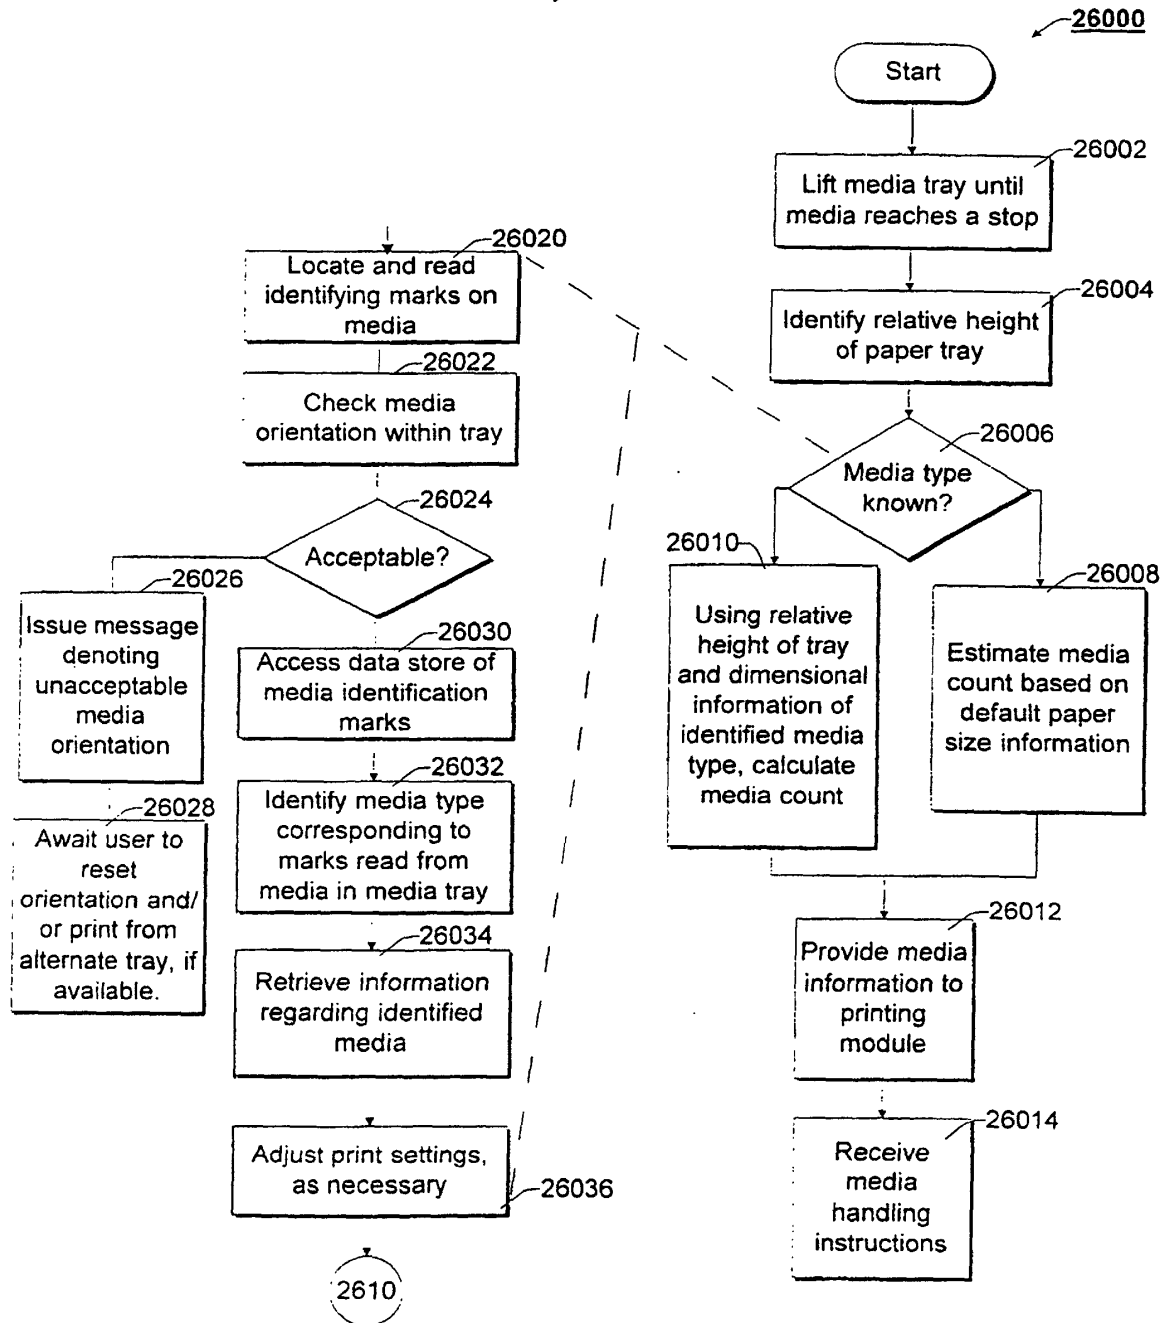 26000
Start
26002
Lift media tray until
media reaches a stop
26004
Identify relative height
of paper tray
26006
Media type
known?
26010
Using relative
height of tray
and dimensional
information of
identified media
type, calculate
media count
26008
Estimate media
count based on
default paper
size information
26012
Provide media
information to
printing
module
26014
Receive
media
handling
instructions
26020
Locate and read
identifying marks on
media
26022
Check media
orientation within tray
26024
Acceptable?
26026
Issue message
denoting
unacceptable
media
orientation
26028
Await user to
reset
orientation and/
or print from
alternate tray, if
available.
26030
Access data store of
media identification
marks
26032
Identify media type
corresponding to
marks read from
media in media tray
26034
Retrieve information
regarding identified
media
Adjust print settings,
as necessary
26036
2610